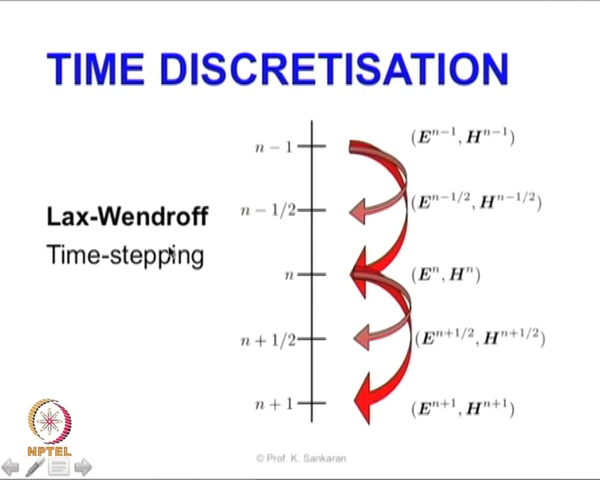 TIME DISCRETISATION
n − 1
(E^{n−1}, H^{n−1})
n − 1/2
(E^{n−1/2}, H^{n−1/2})
Lax-Wendroff
Time-stepping
n
(E^n, H^n)
n + 1/2
(E^{n+1/2}, H^{n+1/2})
n + 1
(E^{n+1}, H^{n+1})
NPTEL
© Prof. K. Sankaran